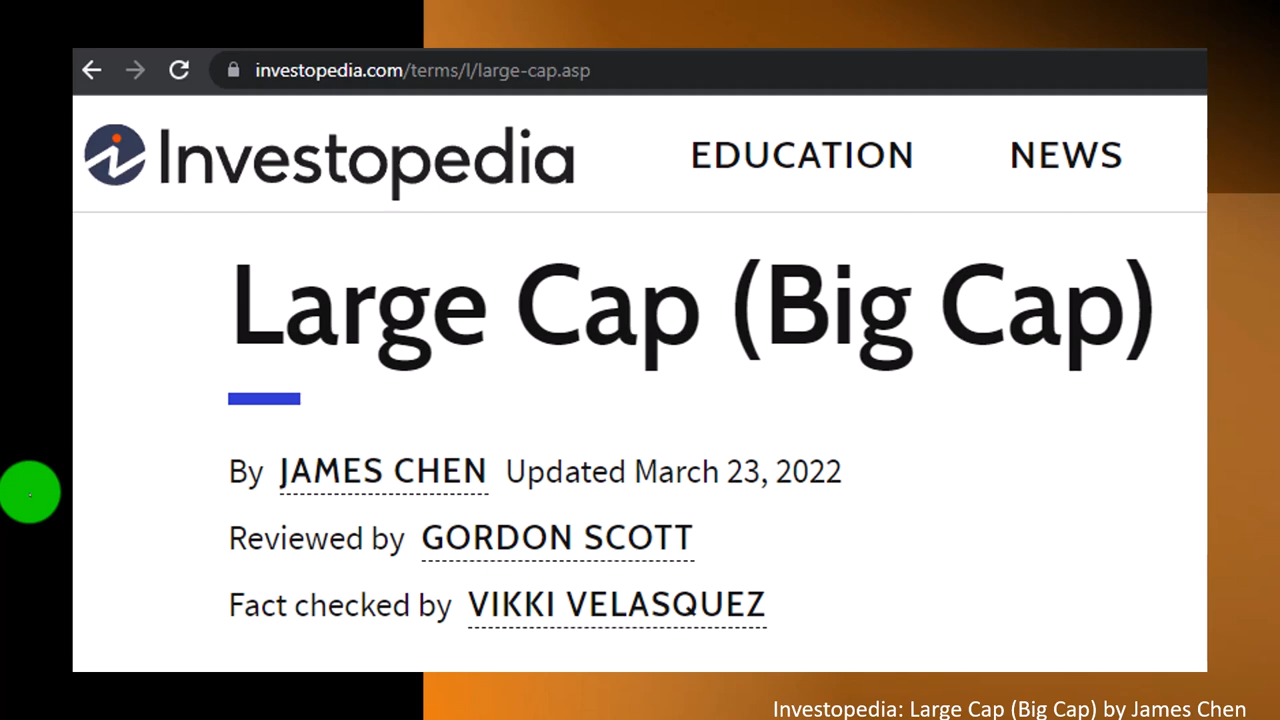 investopedia.com/terms/l/large-cap.asp
Investopedia EDUCATION NEWS
Large Cap (Big Cap)
By JAMES CHEN Updated March 23, 2022
Reviewed by GORDON SCOTT
Fact checked by VIKKI VELASQUEZ
Investopedia: Large Cap (Big Cap) by James Chen